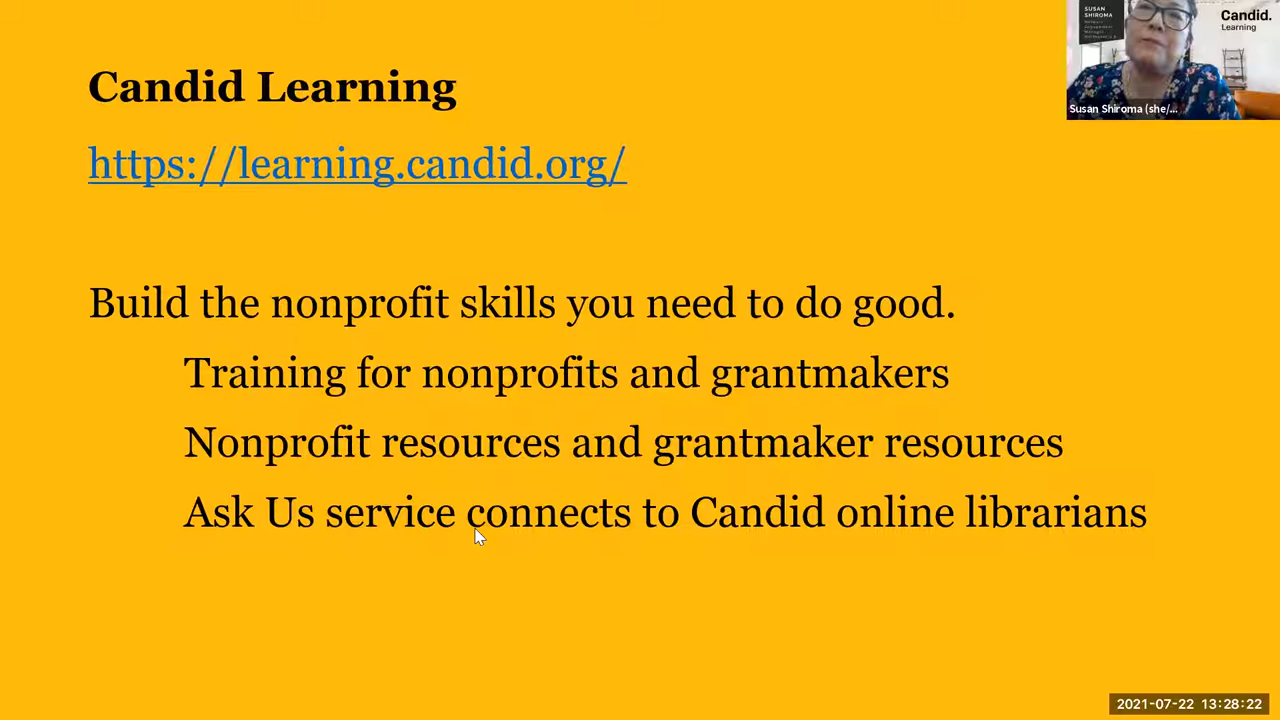 Candid Learning
https://learning.candid.org/
Build the nonprofit skills you need to do good.
Training for nonprofits and grantmakers
Nonprofit resources and grantmaker resources
Ask Us service connects to Candid online librarians
SUSAN
SHIROMA
Candid.
Learning
Susan Shiroma (she/...
2021-07-22 13:28:22